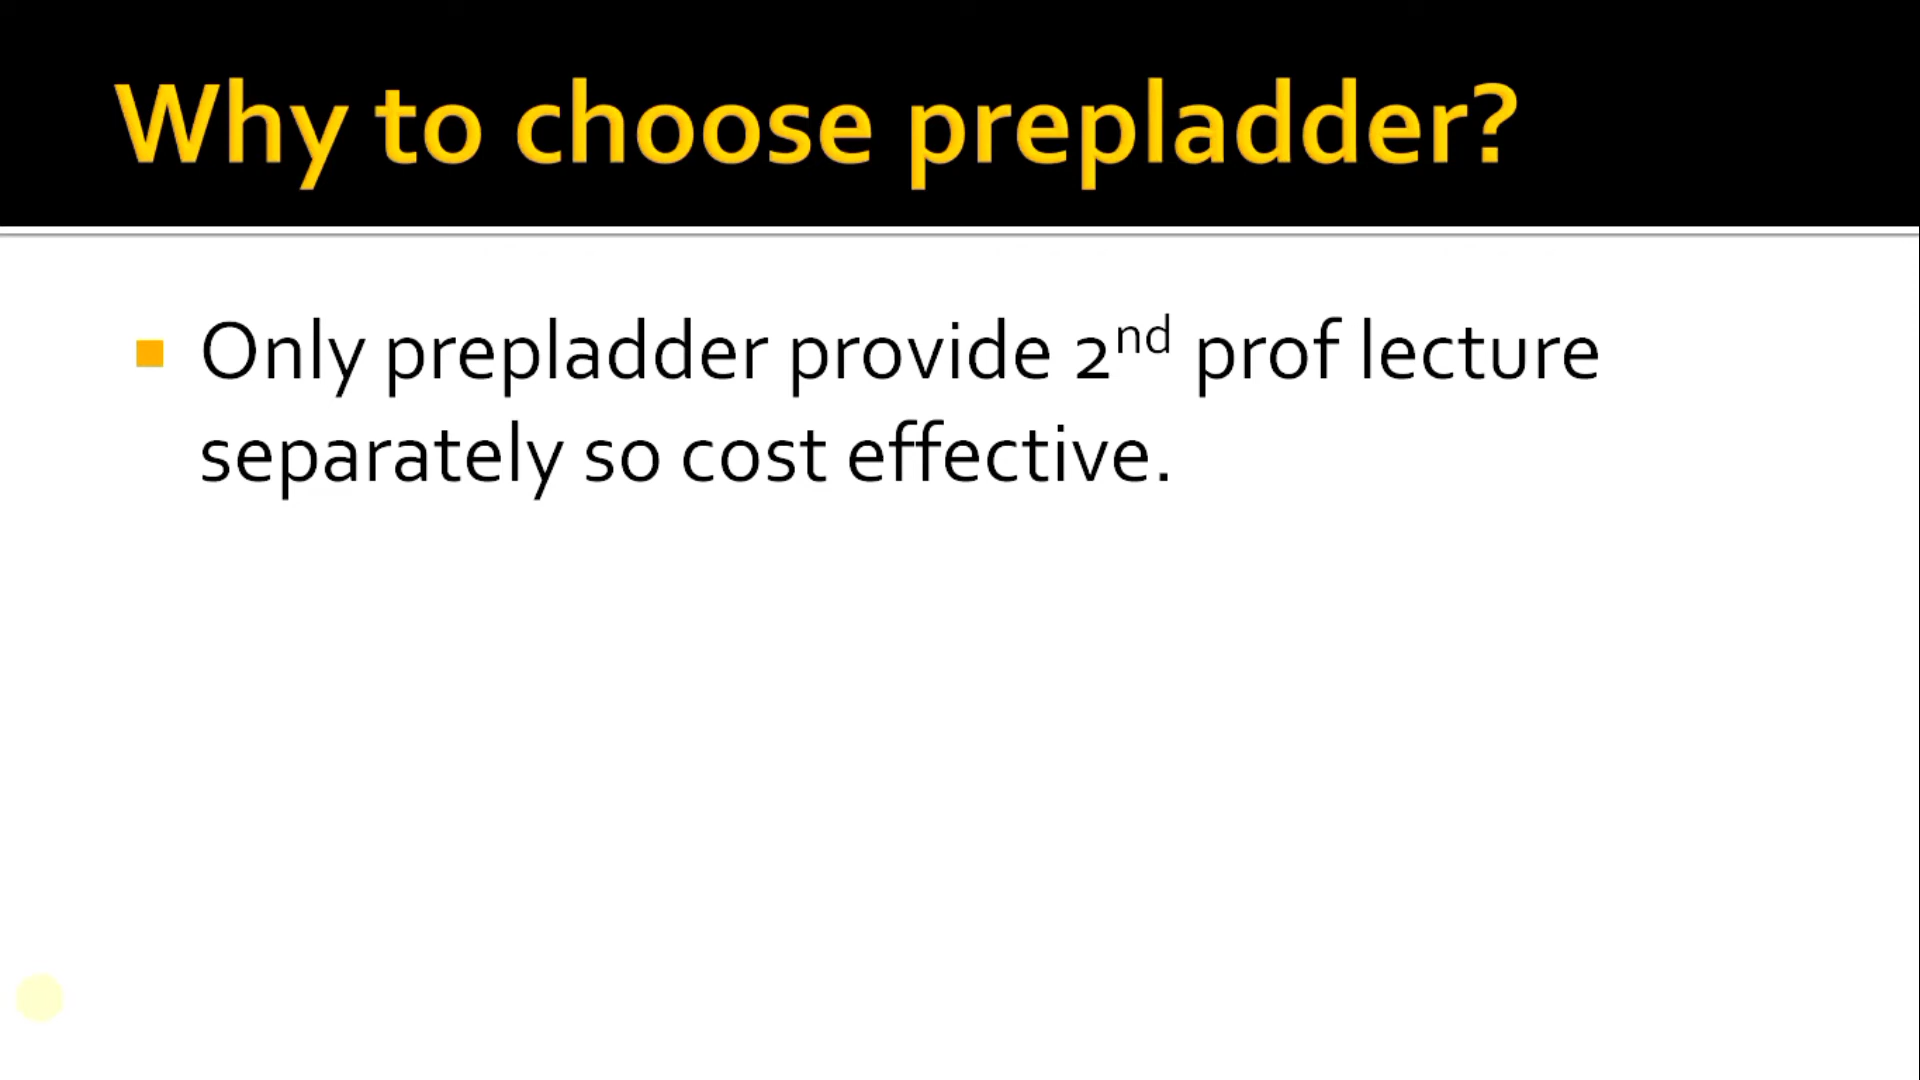 Why to choose prepladder?
Only prepladder provide 2nd prof lecture
separately so cost effective.